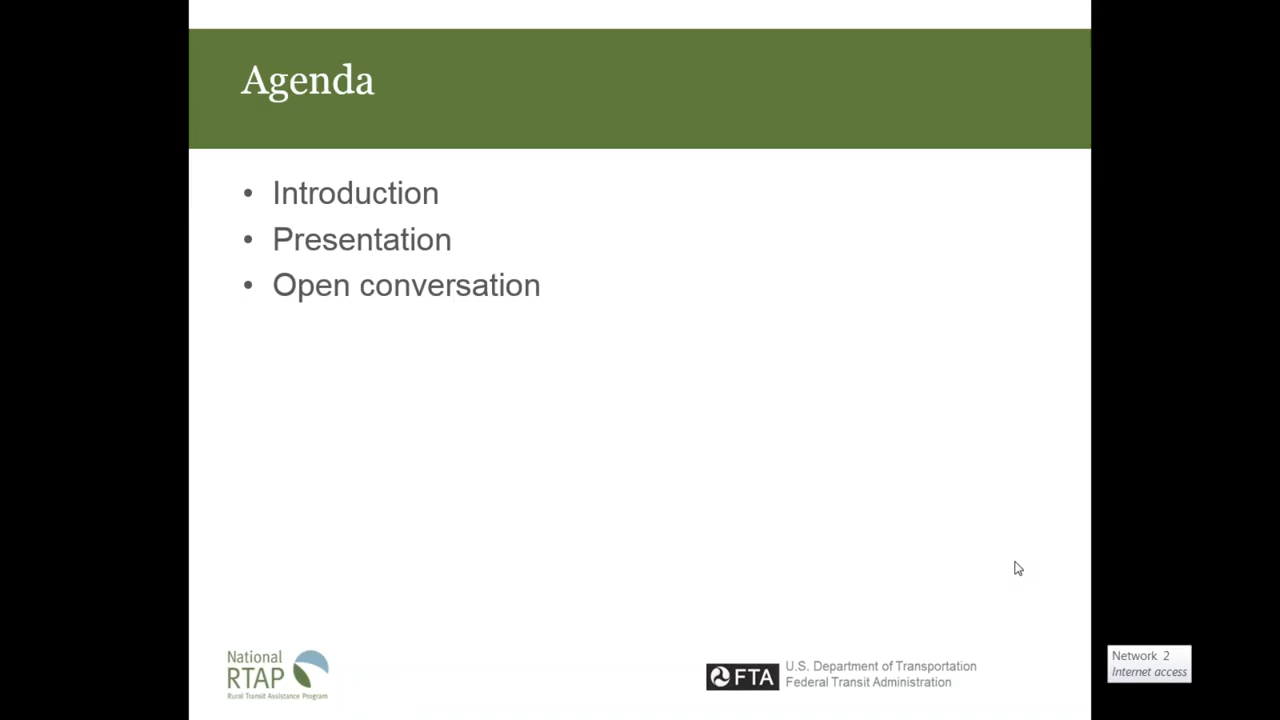 Agenda
• Introduction
• Presentation
• Open conversation
National
RTAP
Rural Transit Assistance Program
FTA
U.S. Department of Transportation
Federal Transit Administration
Network 2
Internet access